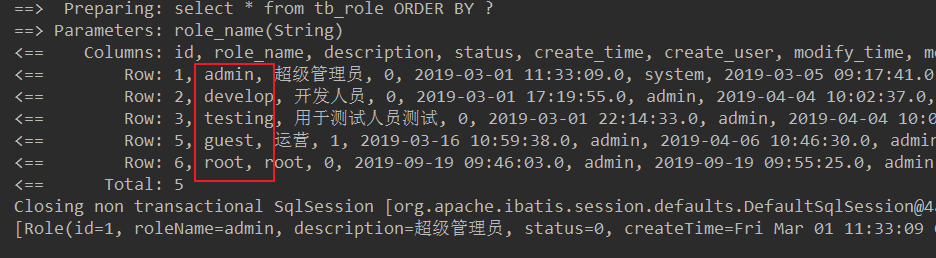 ==>  Preparing: select * from tb_role ORDER BY ?
==> Parameters: role_name(String)
<==    Columns: id, role_name, description, status, create_time, create_user, modify_time,
<==        Row: 1, admin, 超级管理员, 0, 2019-03-01 11:33:09.0, system, 2019-03-05 09:17:41.0
<==        Row: 2, develop, 开发人员, 0, 2019-03-01 17:19:55.0, admin, 2019-04-04 10:02:37.0,
<==        Row: 3, testing, 用于测试人员测试, 0, 2019-03-01 22:14:33.0, admin, 2019-04-04 10:0
<==        Row: 5, guest, 运营, 1, 2019-03-16 10:59:38.0, admin, 2019-04-06 10:46:30.0, admin
<==        Row: 6, root, root, 0, 2019-09-19 09:46:03.0, admin, 2019-09-19 09:55:25.0, admin
<==      Total: 5
Closing non transactional SqlSession [org.apache.ibatis.session.defaults.DefaultSqlSession@4
[Role(id=1, roleName=admin, description=超级管理员, status=0, createTime=Fri Mar 01 11:33:09